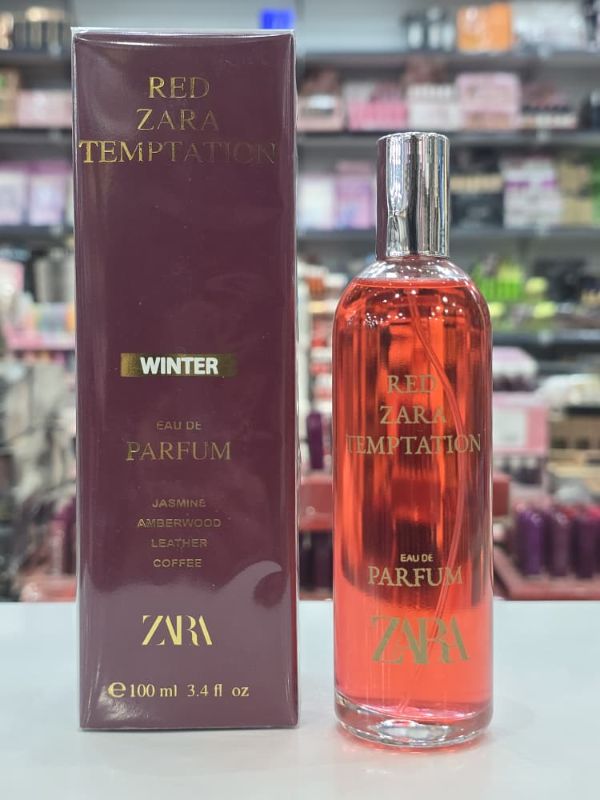 RED
ZARA
TEMPTATION
WINTER
EAU DE
PARFUM
JASMINE
AMBERWOOD
LEATHER
COFFEE
ZARA
℮100 ml 3.4 fl oz
RED
ZARA
TEMPTATION
EAU DE
PARFUM
ZARA